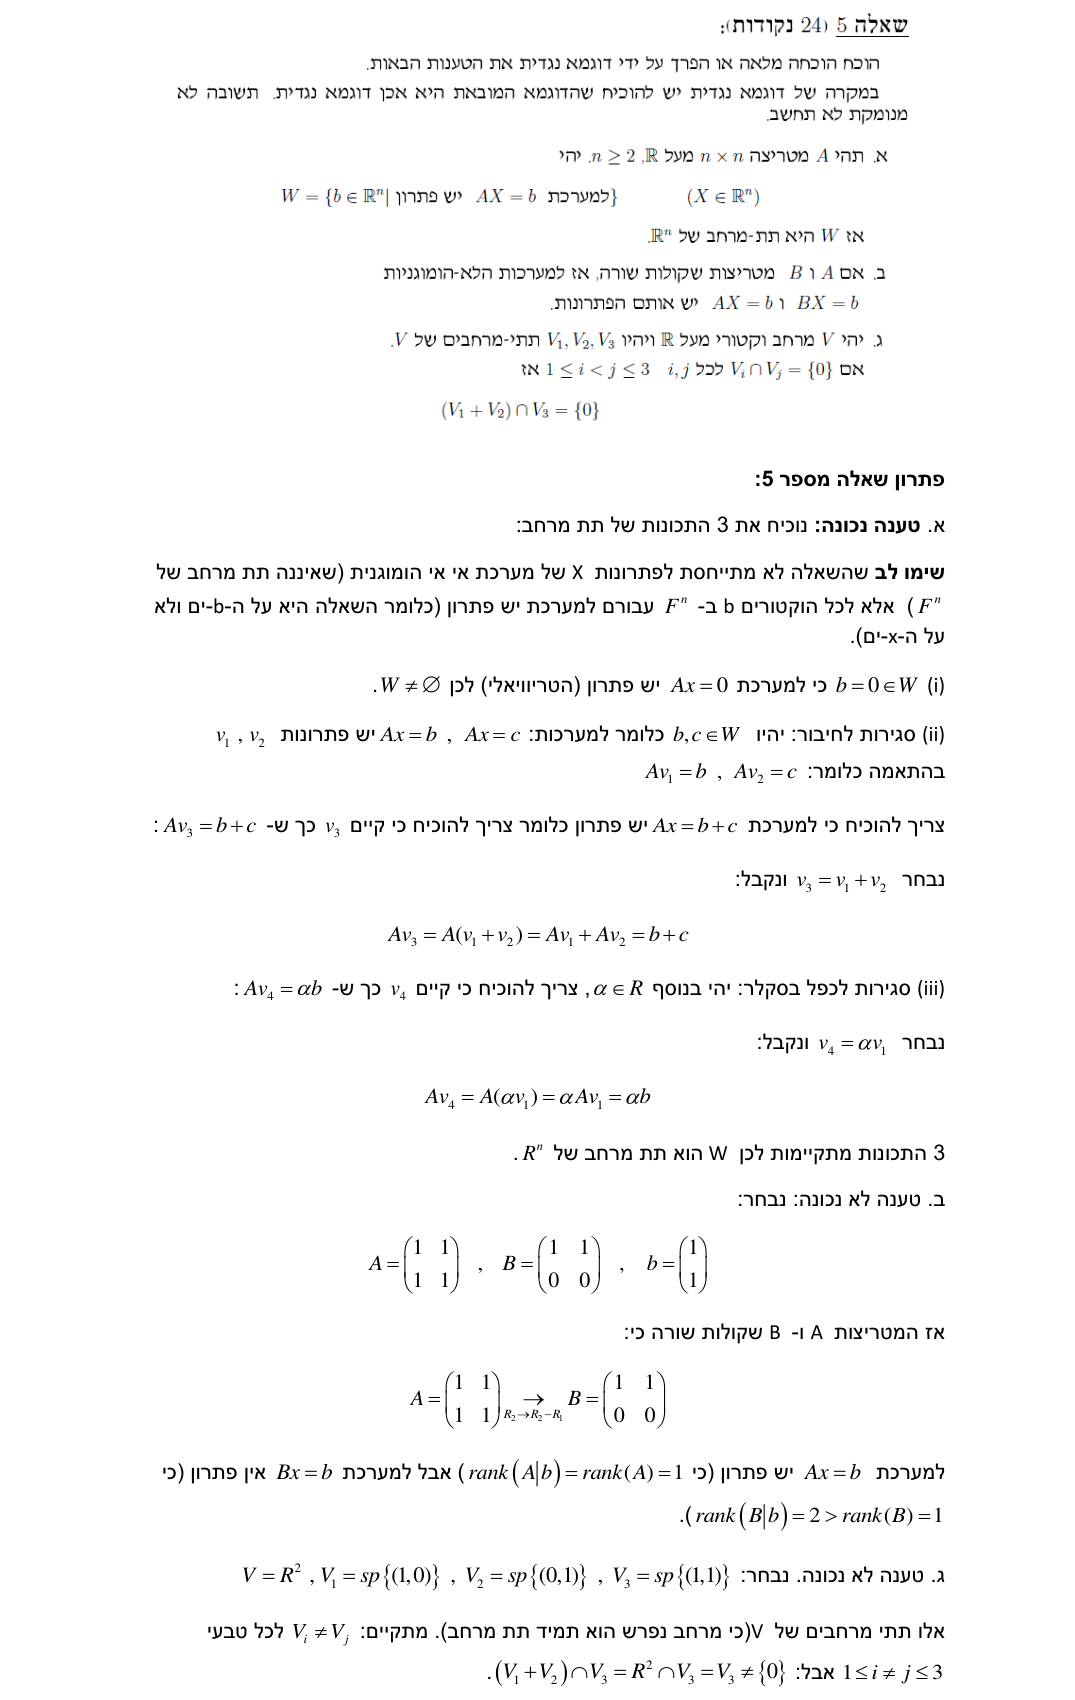 שאלה 5 (24 נקודות):
הוכח הוכחה מלאה או הפרך על ידי דוגמא נגדית את הטענות הבאות.
במקרה של דוגמא נגדית יש להוכיח שהדוגמא המובאת היא אכן דוגמא נגדית. תשובה לא
מנומקת לא תחשב.
א. תהי A מטריצה n × n מעל ℝ, n ≥ 2. יהי
W = {b ∈ ℝⁿ| למערכת AX = b יש פתרון} (X ∈ ℝⁿ)
אז W היא תת-מרחב של ℝⁿ.
ב. אם A ו B מטריצות שקולות שורה, אז למערכות הלא-הומוגניות
BX = b ו AX = b יש אותם הפתרונות.
ג. יהי V מרחב וקטורי מעל ℝ ויהיו V₁, V₂, V₃ תתי-מרחבים של V.
אם Vᵢ ∩ Vⱼ = {0} לכל i, j 1 ≤ i < j ≤ 3 אז
(V₁ + V₂) ∩ V₃ = {0}
פתרון שאלה מספר 5:
א. טענה נכונה: נוכיח את 3 התכונות של תת מרחב:
שימו לב שהשאלה לא מתייחסת לפתרונות X של מערכת אי אי הומוגנית (שאיננה תת מרחב של
Fⁿ) אלא לכל הוקטורים b ב- Fⁿ עבורם למערכת יש פתרון (כלומר השאלה היא על ה-b-ים ולא
על ה-x-ים).
(i) b = 0 ∈ W כי למערכת Ax = 0 יש פתרון (הטריוויאלי) לכן W ≠ ∅.
(ii) סגירות לחיבור: יהיו b, c ∈ W כלומר למערכות: Ax = b , Ax = c יש פתרונות v₁ , v₂
בהתאמה כלומר: Av₁ = b , Av₂ = c
צריך להוכיח כי למערכת Ax = b + c יש פתרון כלומר צריך להוכיח כי קיים v₃ כך ש- Av₃ = b + c :
נבחר v₃ = v₁ + v₂ ונקבל:
Av₃ = A(v₁ + v₂) = Av₁ + Av₂ = b + c
(iii) סגירות לכפל בסקלר: יהי בנוסף α ∈ R, צריך להוכיח כי קיים v₄ כך ש- Av₄ = αb :
נבחר v₄ = αv₁ ונקבל:
Av₄ = A(αv₁) = αAv₁ = αb
3 התכונות מתקיימות לכן W הוא תת מרחב של Rⁿ.
ב. טענה לא נכונה: נבחר:
A = (1 1; 1 1) , B = (1 1; 0 0) , b = (1; 1)
אז המטריצות A ו- B שקולות שורה כי:
A = (1 1; 1 1) → R₂→R₂−R₁ B = (1 1; 0 0)
למערכת Ax = b יש פתרון (כי rank(A|b) = rank(A) = 1) אבל למערכת Bx = b אין פתרון (כי
rank(B|b) = 2 > rank(B) = 1).
ג. טענה לא נכונה. נבחר: V = R² , V₁ = sp{(1,0)} , V₂ = sp{(0,1)} , V₃ = sp{(1,1)}
אלו תתי מרחבים של V(כי מרחב נפרש הוא תמיד תת מרחב). מתקיים: Vᵢ ≠ Vⱼ לכל טבעי
1 ≤ i ≠ j ≤ 3 אבל: (V₁ + V₂) ∩ V₃ = R² ∩ V₃ = V₃ ≠ {0}.